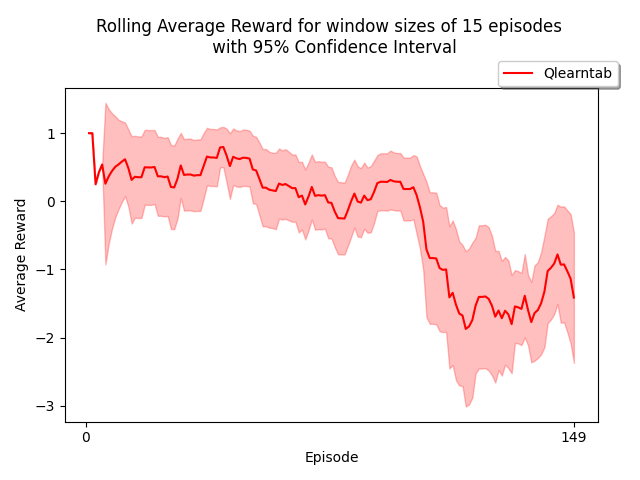 Rolling Average Reward for window sizes of 15 episodes
with 95% Confidence Interval
Qlearntab
Average Reward
1
0
−1
−2
−3
0
149
Episode